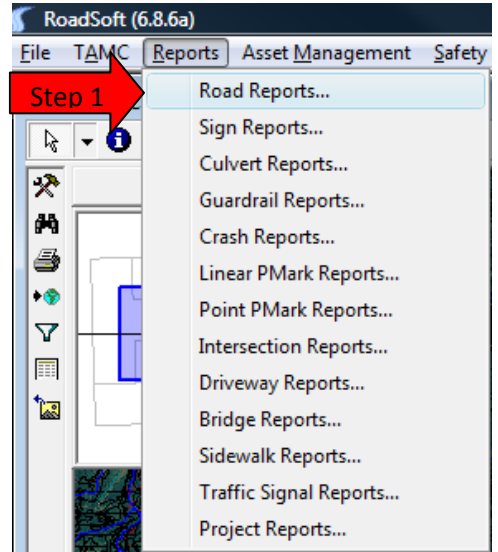 RoadSoft (6.8.6a)
File TAMC Reports Asset Management Safety
Step 1
Road Reports...
Sign Reports...
Culvert Reports...
Guardrail Reports...
Crash Reports...
Linear PMark Reports...
Point PMark Reports...
Intersection Reports...
Driveway Reports...
Bridge Reports...
Sidewalk Reports...
Traffic Signal Reports...
Project Reports...